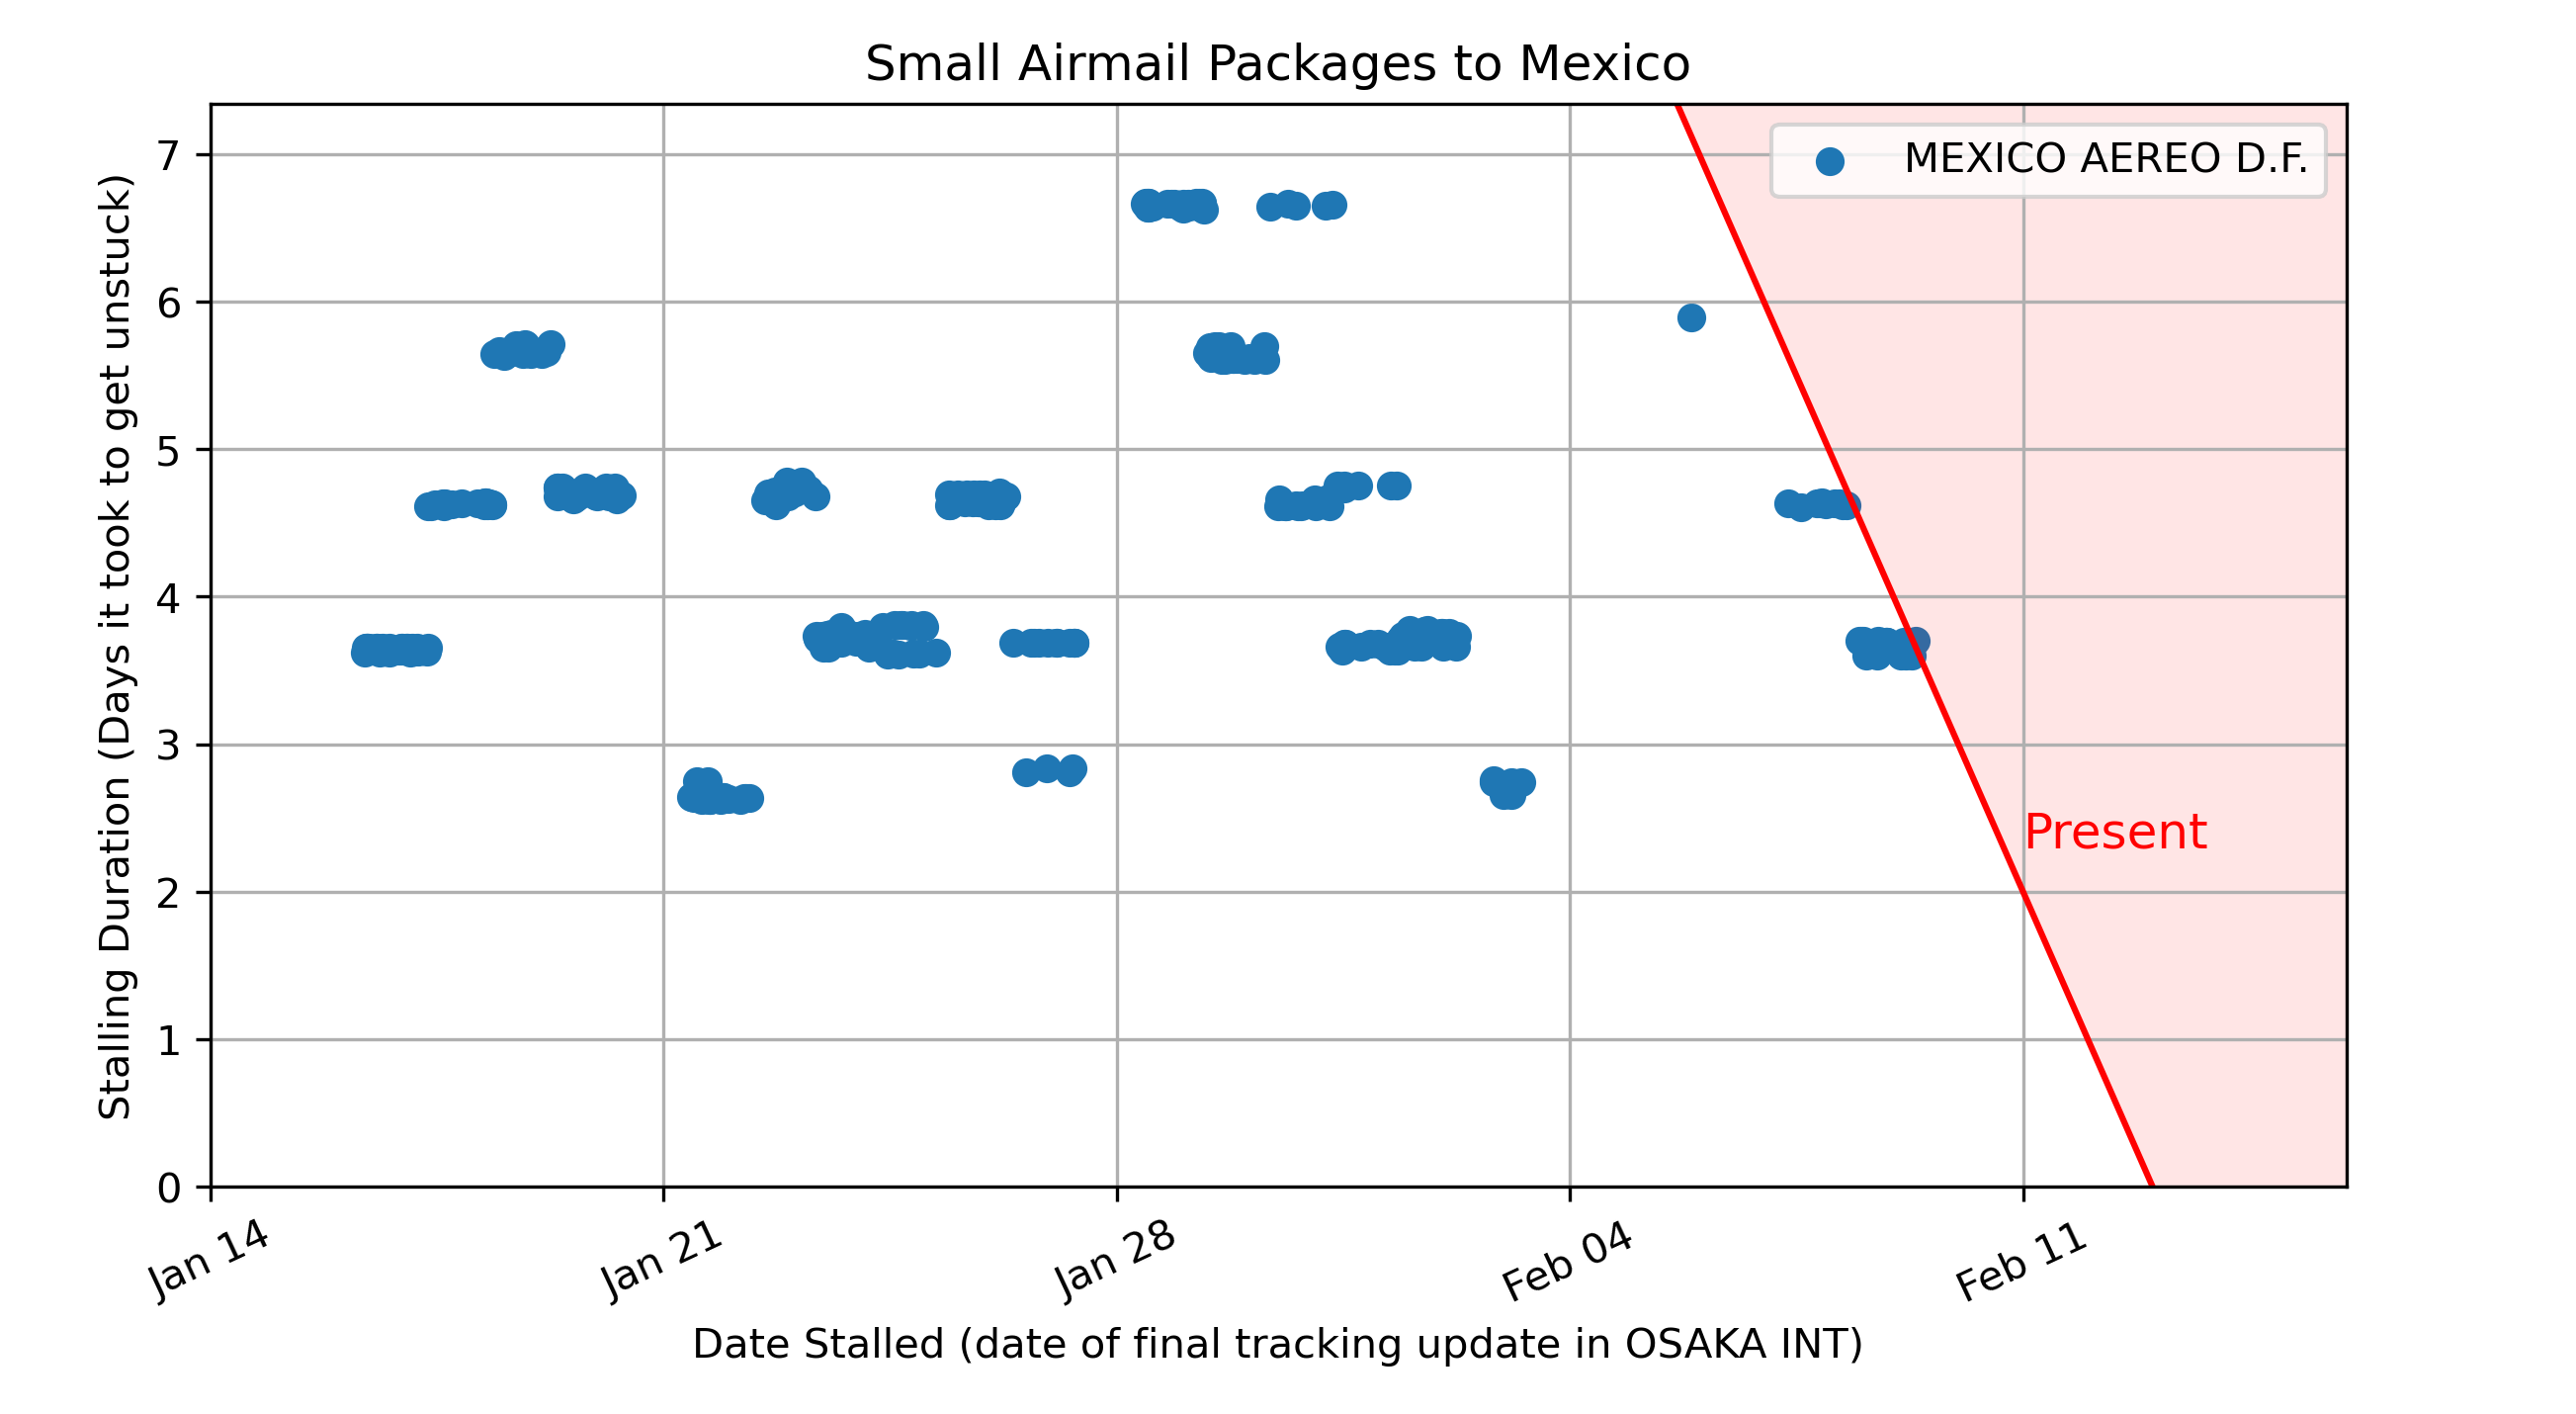 Small Airmail Packages to Mexico
MEXICO AEREO D.F.
Stalling Duration (Days it took to get unstuck)
7
6
5
4
3
2
1
0
Present
Jan 14
Jan 21
Jan 28
Feb 04
Feb 11
Date Stalled (date of final tracking update in OSAKA INT)